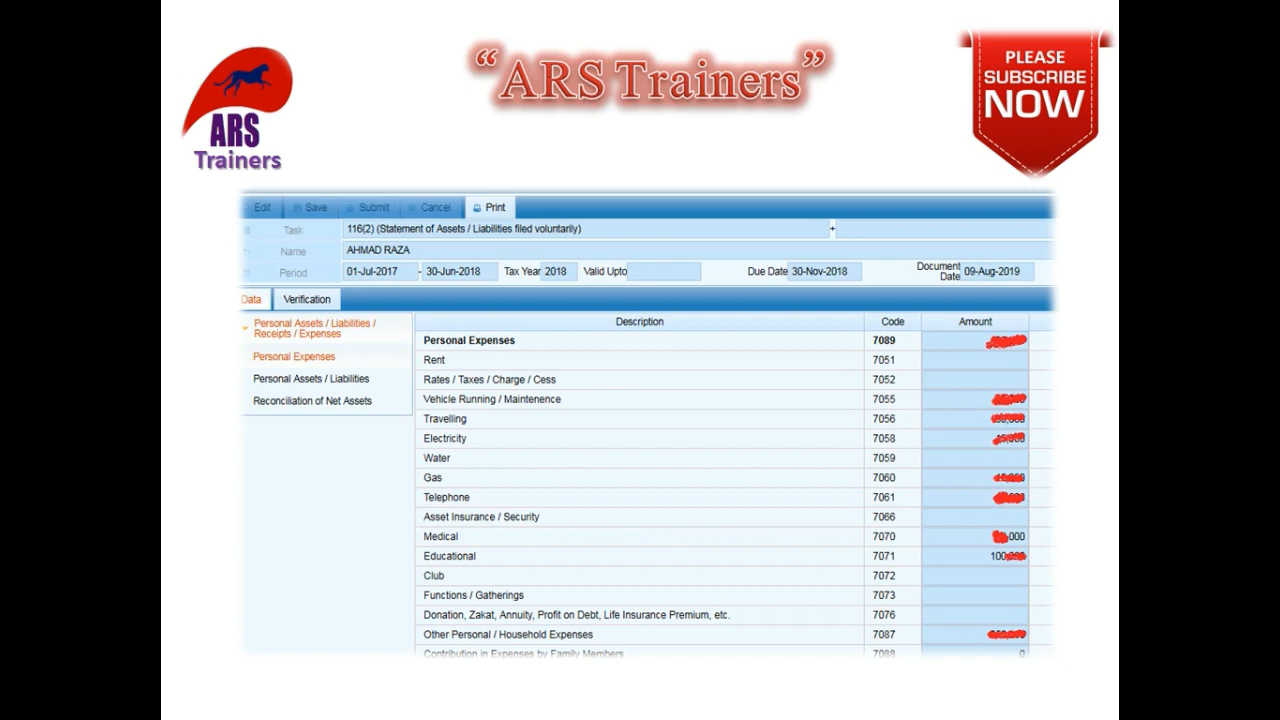 ARS
Trainers
“ARS Trainers”
PLEASE
SUBSCRIBE
NOW
Edit Save Submit Cancel Print
Task 116(2) (Statement of Assets / Liabilities filed voluntarily) +
Name AHMAD RAZA
Period 01-Jul-2017 - 30-Jun-2018 Tax Year 2018 Valid Upto Due Date 30-Nov-2018 Document Date 09-Aug-2019
Data Verification
Personal Assets / Liabilities /
Receipts / Expenses
Personal Expenses
Personal Assets / Liabilities
Reconciliation of Net Assets
Description Code Amount
Personal Expenses 7089
Rent 7051
Rates / Taxes / Charge / Cess 7052
Vehicle Running / Maintenence 7055
Travelling 7056
Electricity 7058
Water 7059
Gas 7060
Telephone 7061
Asset Insurance / Security 7066
Medical 7070 000
Educational 7071 100
Club 7072
Functions / Gatherings 7073
Donation, Zakat, Annuity, Profit on Debt, Life Insurance Premium, etc. 7076
Other Personal / Household Expenses 7087
Contribution in Expenses by Family Members 7088 0